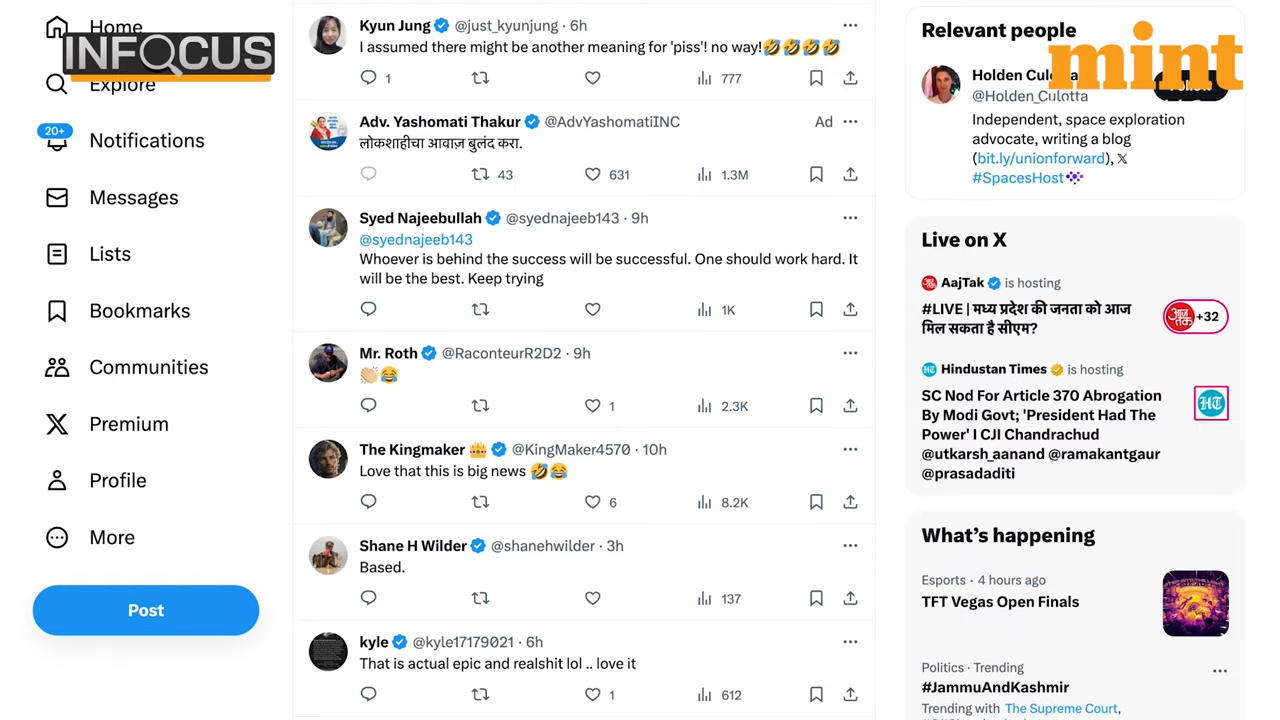 Home
INFOCUS
Explore
20+
Notifications
Messages
Lists
Bookmarks
Communities
Premium
Profile
More
Post
Kyun Jung @just_kyunjung · 6h
I assumed there might be another meaning for 'piss'! no way!🤣🤣🤣🤣
1 777
Adv. Yashomati Thakur @AdvYashomatiINC Ad
लोकशाहीचा आवाज़ बुलंद करा.
43 631 1.3M
Syed Najeebullah @syednajeeb143 · 9h
@syednajeeb143
Whoever is behind the success will be successful. One should work hard. It
will be the best. Keep trying
1K
Mr. Roth @RaconteurR2D2 · 9h
👏🏻😂
1 2.3K
The Kingmaker 👑 @KingMaker4570 · 10h
Love that this is big news 🤣😂
6 8.2K
Shane H Wilder @shanehwilder · 3h
Based.
137
kyle @kyle17179021 · 6h
That is actual epic and realshit lol .. love it
1 612
Relevant people
mint
Holden Culotta
@Holden_Culotta
Independent, space exploration
advocate, writing a blog
(bit.ly/unionforward), 𝕏
#SpacesHost
Live on X
AajTak is hosting
#LIVE | मध्य प्रदेश की जनता को आज
मिल सकता है सीएम?
आज तक +32
Hindustan Times is hosting
SC Nod For Article 370 Abrogation
By Modi Govt; 'President Had The
Power' I CJI Chandrachud
@utkarsh_aanand @ramakantgaur
@prasadaditi
HT
What's happening
Esports · 4 hours ago
TFT Vegas Open Finals
Politics · Trending
#JammuAndKashmir
Trending with The Supreme Court,